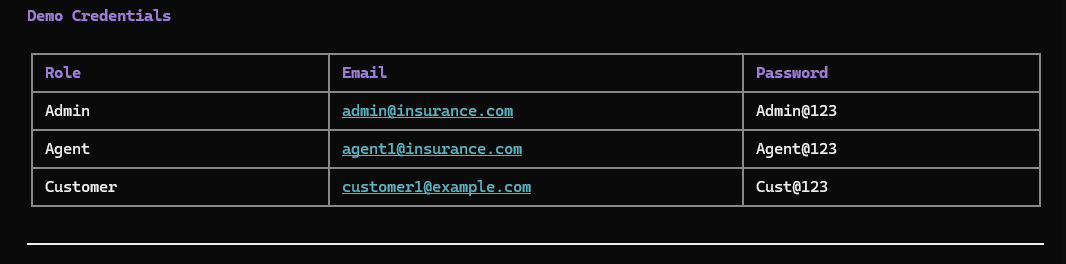 Demo Credentials
Role Email Password
Admin admin@insurance.com Admin@123
Agent agent1@insurance.com Agent@123
Customer customer1@example.com Cust@123